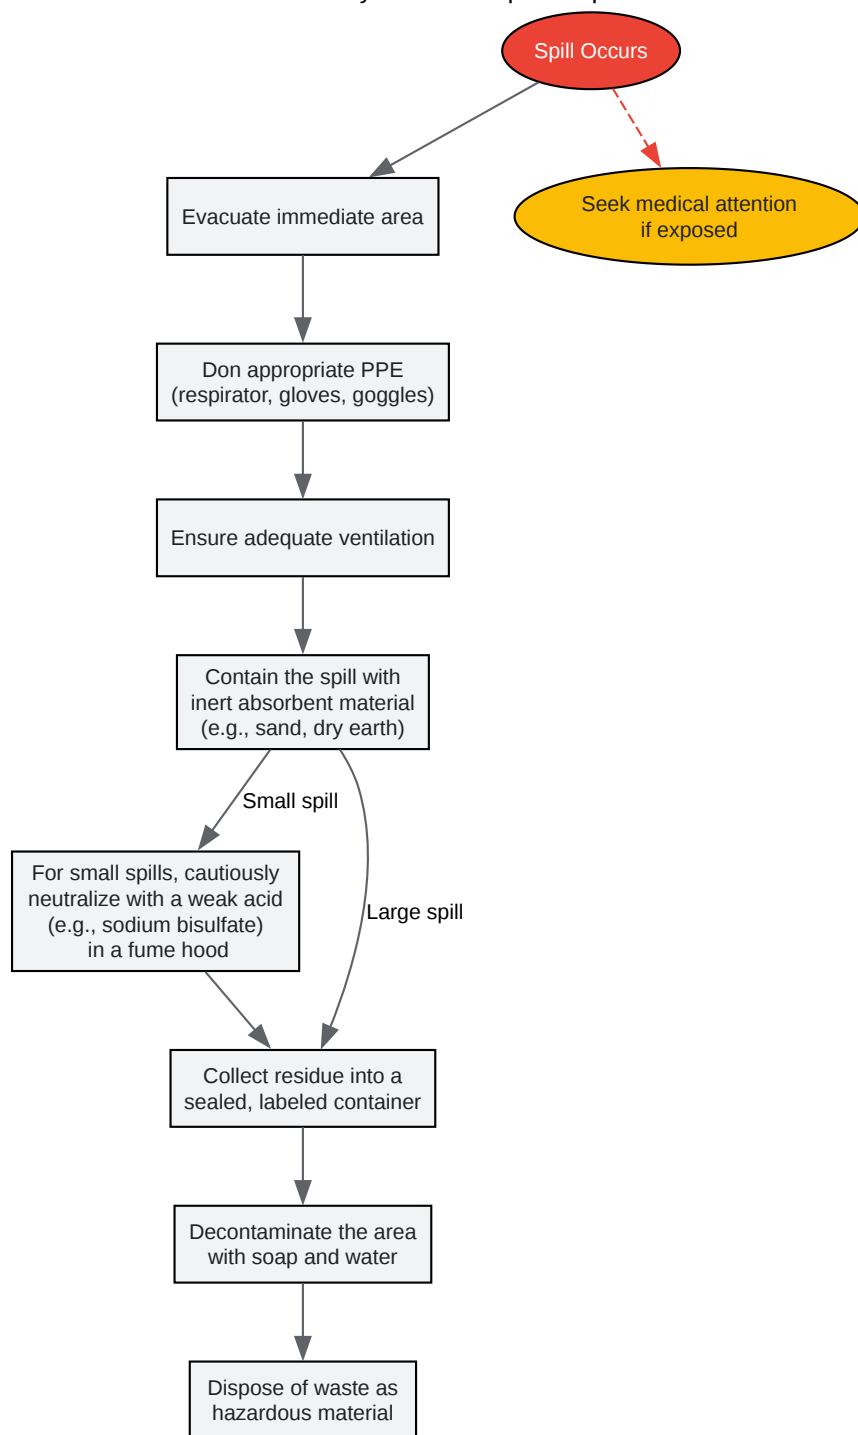 Spill Occurs
Seek medical attention
if exposed
Evacuate immediate area
Don appropriate PPE
(respirator, gloves, goggles)
Ensure adequate ventilation
Contain the spill with
inert absorbent material
(e.g., sand, dry earth)
Small spill
For small spills, cautiously
neutralize with a weak acid
(e.g., sodium bisulfate)
in a fume hood
Large spill
Collect residue into a
sealed, labeled container
Decontaminate the area
with soap and water
Dispose of waste as
hazardous material